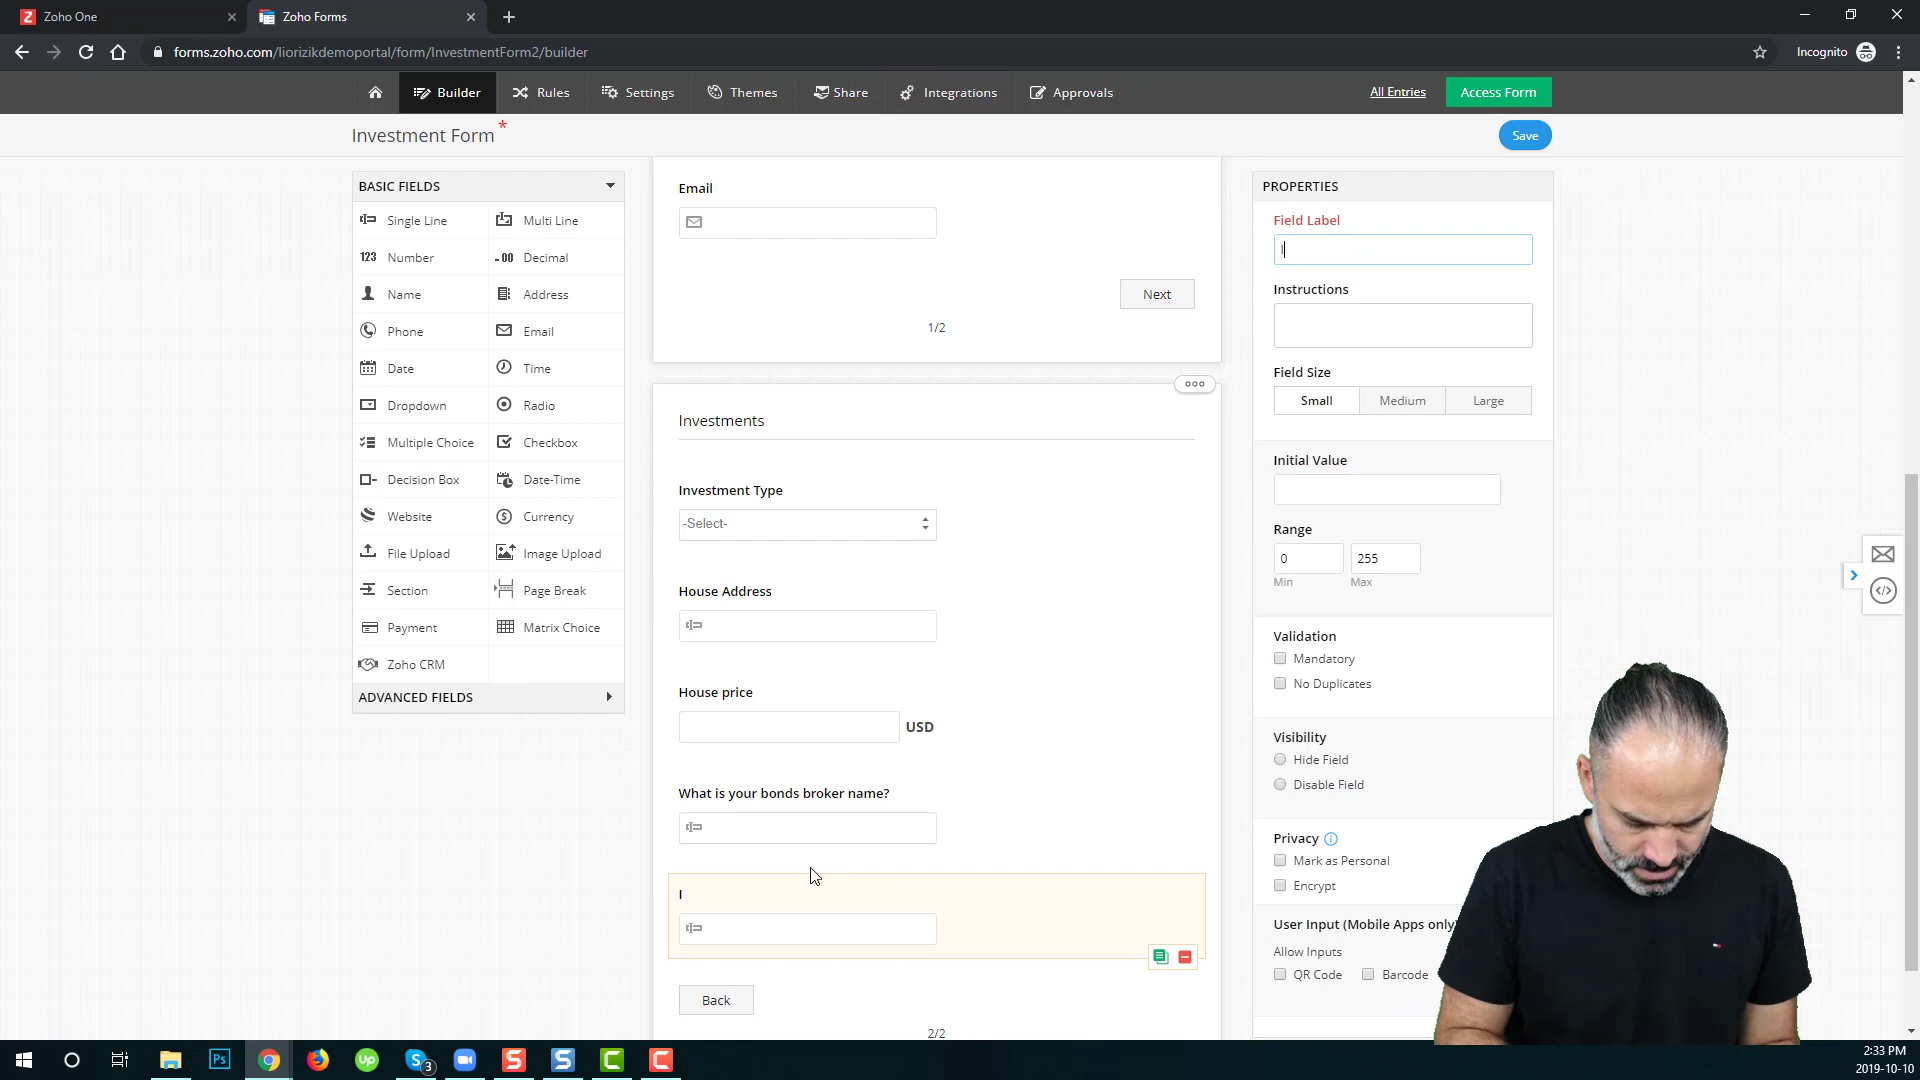 Zoho One
Zoho Forms
forms.zoho.com/liorizikdemoportal/form/InvestmentForm2/builder
Incognito
Builder
Rules
Settings
Themes
Share
Integrations
Approvals
All Entries
Access Form
Investment Form *
Save
BASIC FIELDS
Single Line
Multi Line
123 Number
.00 Decimal
Name
Address
Phone
Email
Date
Time
Dropdown
Radio
Multiple Choice
Checkbox
Decision Box
Date-Time
Website
Currency
File Upload
Image Upload
Section
Page Break
Payment
Matrix Choice
Zoho CRM
ADVANCED FIELDS
Email
Next
1/2
Investments
Investment Type
-Select-
House Address
House price
USD
What is your bonds broker name?
I
Back
2/2
PROPERTIES
Field Label
I
Instructions
Field Size
Small
Medium
Large
Initial Value
Range
0
255
Min
Max
Validation
Mandatory
No Duplicates
Visibility
Hide Field
Disable Field
Privacy
Mark as Personal
Encrypt
User Input (Mobile Apps only
Allow Inputs
QR Code
Barcode
Ps
Up
S
3
S
S
C
C
2:33 PM
2019-10-10